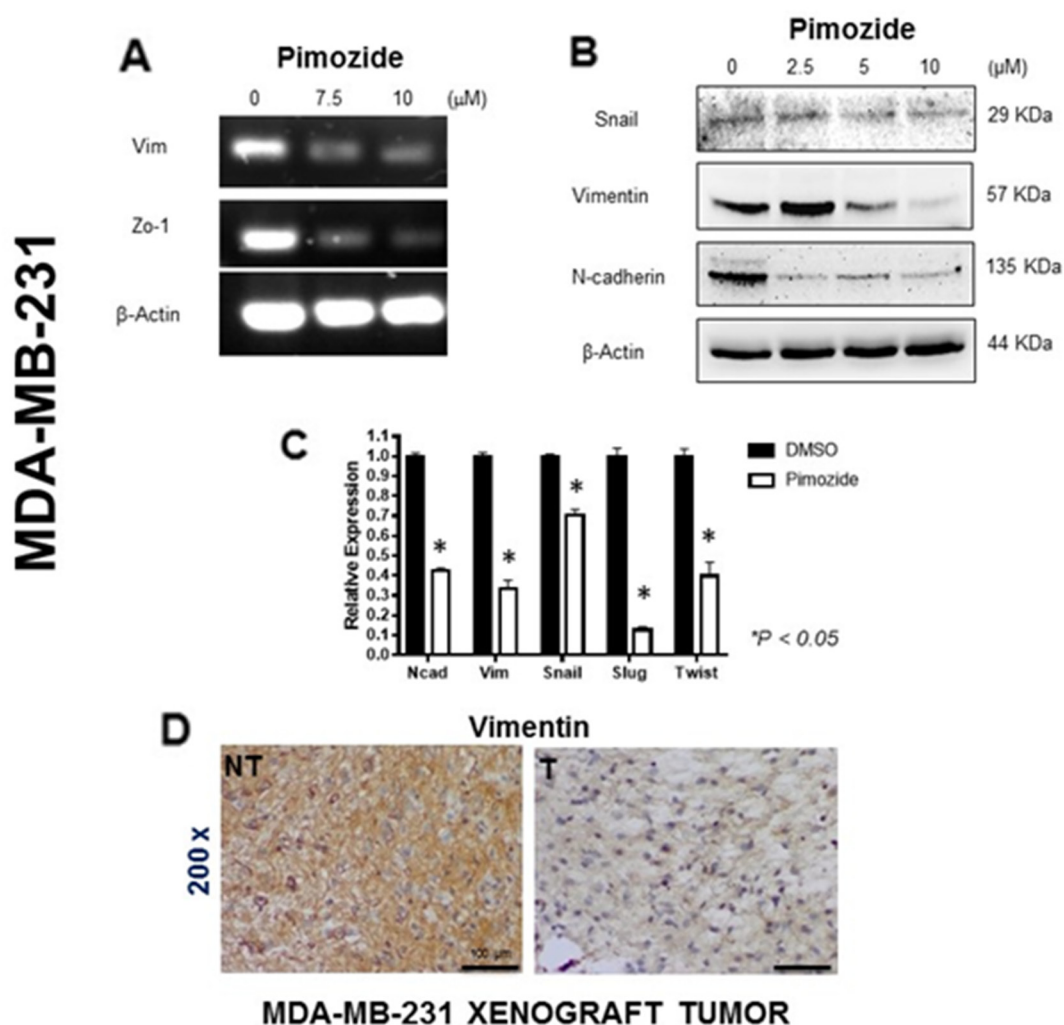 MDA-MB-231
A
Pimozide
0 7.5 10 (μM)
Vim
Zo-1
β-Actin
B
Pimozide
0 2.5 5 10 (μM)
Snail 29 KDa
Vimentin 57 KDa
N-cadherin 135 KDa
β-Actin 44 KDa
C
Relative Expression
1.1
1.0
0.9
0.8
0.7
0.6
0.5
0.4
0.3
0.2
0.1
0.0
* * * * *
Ncad Vim Snail Slug Twist
DMSO
Pimozide
*P < 0.05
D
Vimentin
200 x
NT
100 μm
T
MDA-MB-231 XENOGRAFT TUMOR